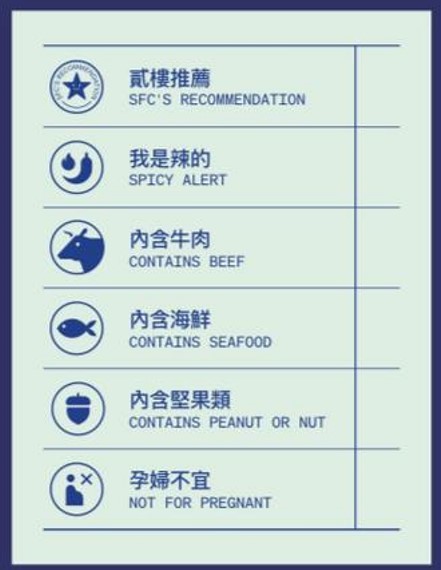 SFC'S RECOMMENDATION
貳樓推薦
SFC'S RECOMMENDATION
我是辣的
SPICY ALERT
內含牛肉
CONTAINS BEEF
內含海鮮
CONTAINS SEAFOOD
內含堅果類
CONTAINS PEANUT OR NUT
孕婦不宜
NOT FOR PREGNANT